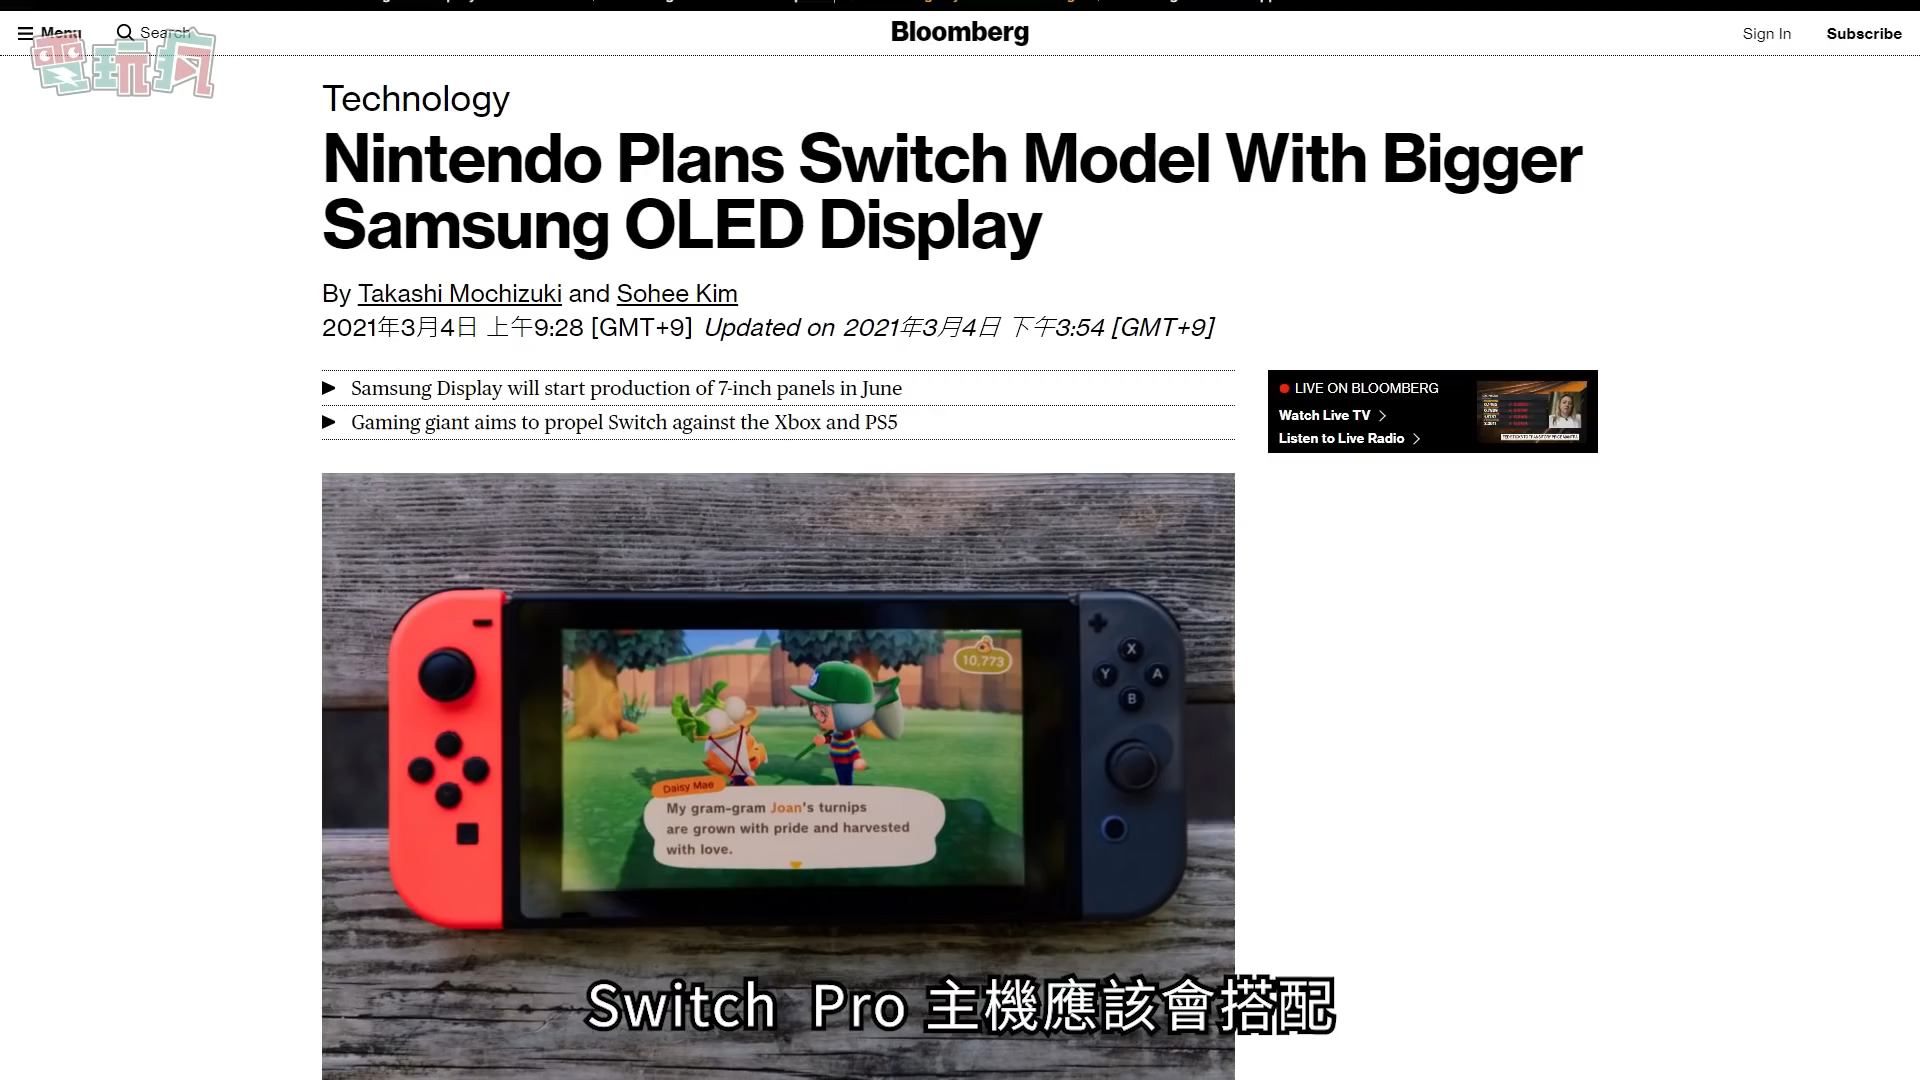 Menu
Search
電玩瘋
Bloomberg
Sign In
Subscribe
Technology
Nintendo Plans Switch Model With Bigger
Samsung OLED Display
By Takashi Mochizuki and Sohee Kim
2021年3月4日 上午9:28 [GMT+9] Updated on 2021年3月4日 下午3:54 [GMT+9]
Samsung Display will start production of 7-inch panels in June
Gaming giant aims to propel Switch against the Xbox and PS5
LIVE ON BLOOMBERG
Watch Live TV
Listen to Live Radio
10,773
X
Y
A
B
Daisy Mae
My gram-gram Joan's turnips
are grown with pride and harvested
with love.
Switch Pro 主機應該會搭配